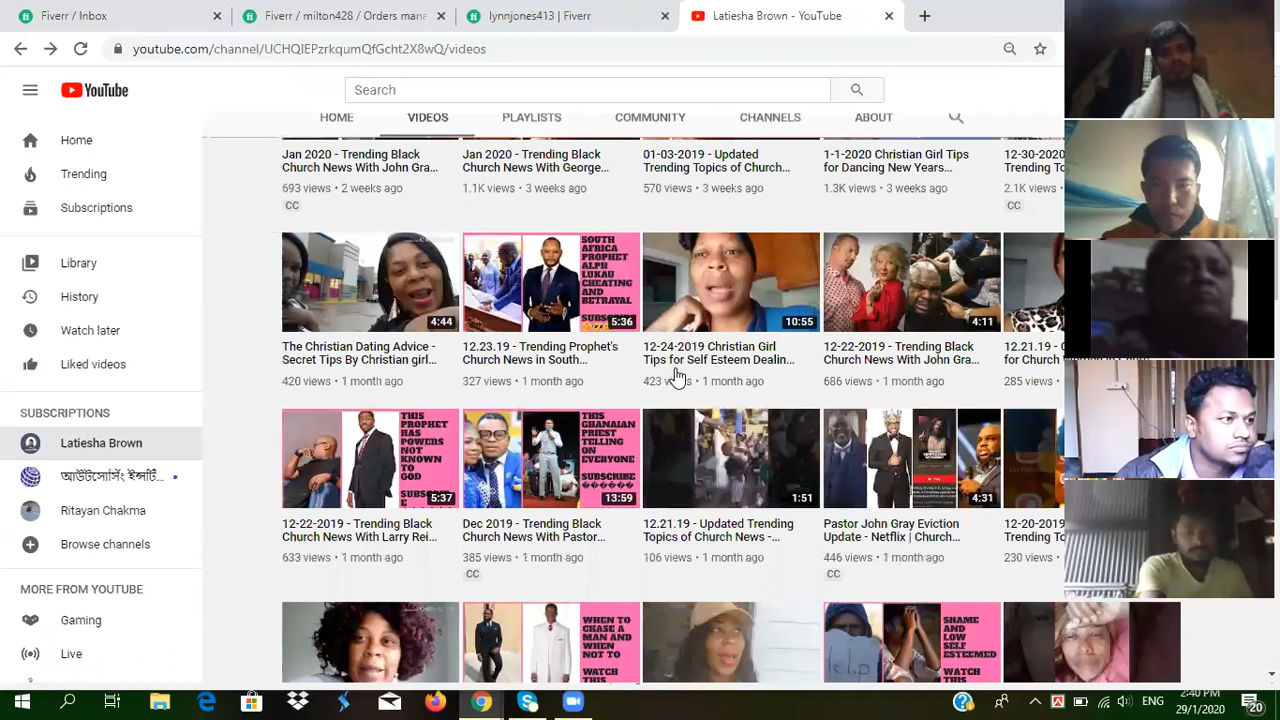 Fiverr / Inbox
Fiverr / milton428 / Orders man
lynnjones413 | Fiverr
Latiesha Brown - YouTube
youtube.com/channel/UCHQIEPzrkqumQfGcht2X8wQ/videos
YouTube
Search
HOME
VIDEOS
PLAYLISTS
COMMUNITY
CHANNELS
ABOUT
Home
Trending
Subscriptions
Library
History
Watch later
Liked videos
SUBSCRIPTIONS
Latiesha Brown
আউটসোর্সিং ইন্সটি...
Ritayan Chakma
Browse channels
MORE FROM YOUTUBE
Gaming
Live
Jan 2020 - Trending Black
Church News With John Gra...
693 views • 2 weeks ago
CC
Jan 2020 - Trending Black
Church News With George...
1.1K views • 3 weeks ago
01-03-2019 - Updated
Trending Topics of Church...
570 views • 3 weeks ago
1-1-2020 Christian Girl Tips
for Dancing New Years...
1.3K views • 3 weeks ago
12-30-2020
Trending To
2.1K views
CC
4:44
The Christian Dating Advice -
Secret Tips By Christian girl...
420 views • 1 month ago
SOUTH
AFRICA
PROPHET
ALPH
LUKAU
CHEATING
AND
BETRAYAL
5:36
12.23.19 - Trending Prophet's
Church News in South...
327 views • 1 month ago
10:55
12-24-2019 Christian Girl
Tips for Self Esteem Dealin...
423 • 1 month ago
4:11
12-22-2019 - Trending Black
Church News With John Gra...
686 views • 1 month ago
12.21.19 -
for Church
285 views
THIS
PROPHET
HAS
POWERS
NOT
KNOWN
TO
GOD
5:37
12-22-2019 - Trending Black
Church News With Larry Rei...
633 views • 1 month ago
THIS
GHANAIAN
PRIEST
TELLING
ON
EVERYONE
SUBSCRIBE
13:59
Dec 2019 - Trending Black
Church News With Pastor...
385 views • 1 month ago
CC
1:51
12.21.19 - Updated Trending
Topics of Church News -...
106 views • 1 month ago
4:31
Pastor John Gray Eviction
Update - Netflix | Church...
446 views • 1 month ago
CC
12-20-2019
Trending To
230 views
WHEN TO
CHASE A
MAN AND
WHEN NOT
TO
WATCH
THIS
SHAME
AND LOW
SELF
ESTEEMED
WATCH
THIS
ENG
2:40 PM
29/1/2020
20